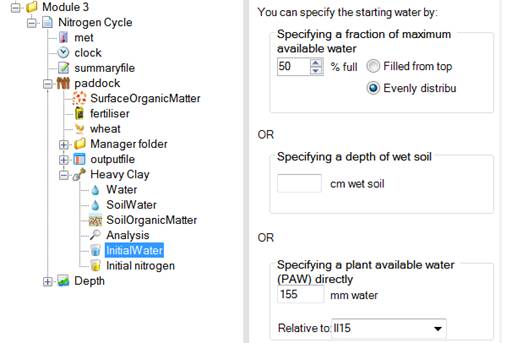 Module 3
Nitrogen Cycle
met
clock
summaryfile
paddock
SurfaceOrganicMatter
fertiliser
wheat
Manager folder
outputfile
Heavy Clay
Water
SoilWater
SoilOrganicMatter
Analysis
InitialWater
Initial nitrogen
Depth
You can specify the starting water by:
Specifying a fraction of maximum
available water
50 % full Filled from top
Evenly distribu
OR
Specifying a depth of wet soil
cm wet soil
OR
Specifying a plant available water
(PAW) directly
155 mm water
Relative to: ll15